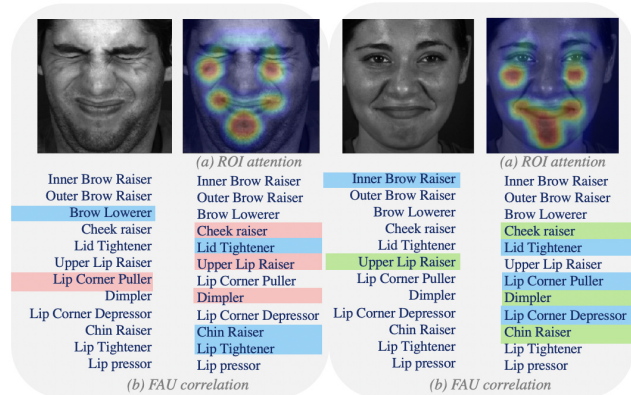 (a) ROI attention
Inner Brow Raiser
Outer Brow Raiser
Brow Lowerer
Cheek raiser
Lid Tightener
Upper Lip Raiser
Lip Corner Puller
Dimpler
Lip Corner Depressor
Chin Raiser
Lip Tightener
Lip pressor
Inner Brow Raiser
Outer Brow Raiser
Brow Lowerer
Cheek raiser
Lid Tightener
Upper Lip Raiser
Lip Corner Puller
Dimpler
Lip Corner Depressor
Chin Raiser
Lip Tightener
Lip pressor
(b) FAU correlation
(a) ROI attention
Inner Brow Raiser
Outer Brow Raiser
Brow Lowerer
Cheek raiser
Lid Tightener
Upper Lip Raiser
Lip Corner Puller
Dimpler
Lip Corner Depressor
Chin Raiser
Lip Tightener
Lip pressor
Inner Brow Raiser
Outer Brow Raiser
Brow Lowerer
Cheek raiser
Lid Tightener
Upper Lip Raiser
Lip Corner Puller
Dimpler
Lip Corner Depressor
Chin Raiser
Lip Tightener
Lip pressor
(b) FAU correlation